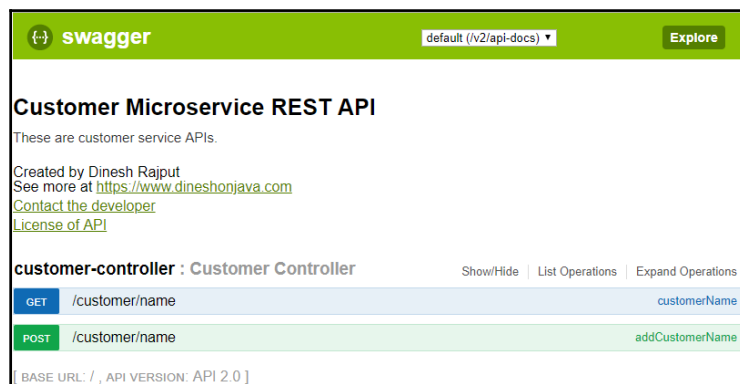 {··} swagger default (/v2/api-docs) ▼ Explore
Customer Microservice REST API
These are customer service APIs.
Created by Dinesh Rajput
See more at https://www.dineshonjava.com
Contact the developer
License of API
customer-controller : Customer Controller Show/Hide List Operations Expand Operations
GET /customer/name customerName
POST /customer/name addCustomerName
[ BASE URL: / , API VERSION: API 2.0 ]